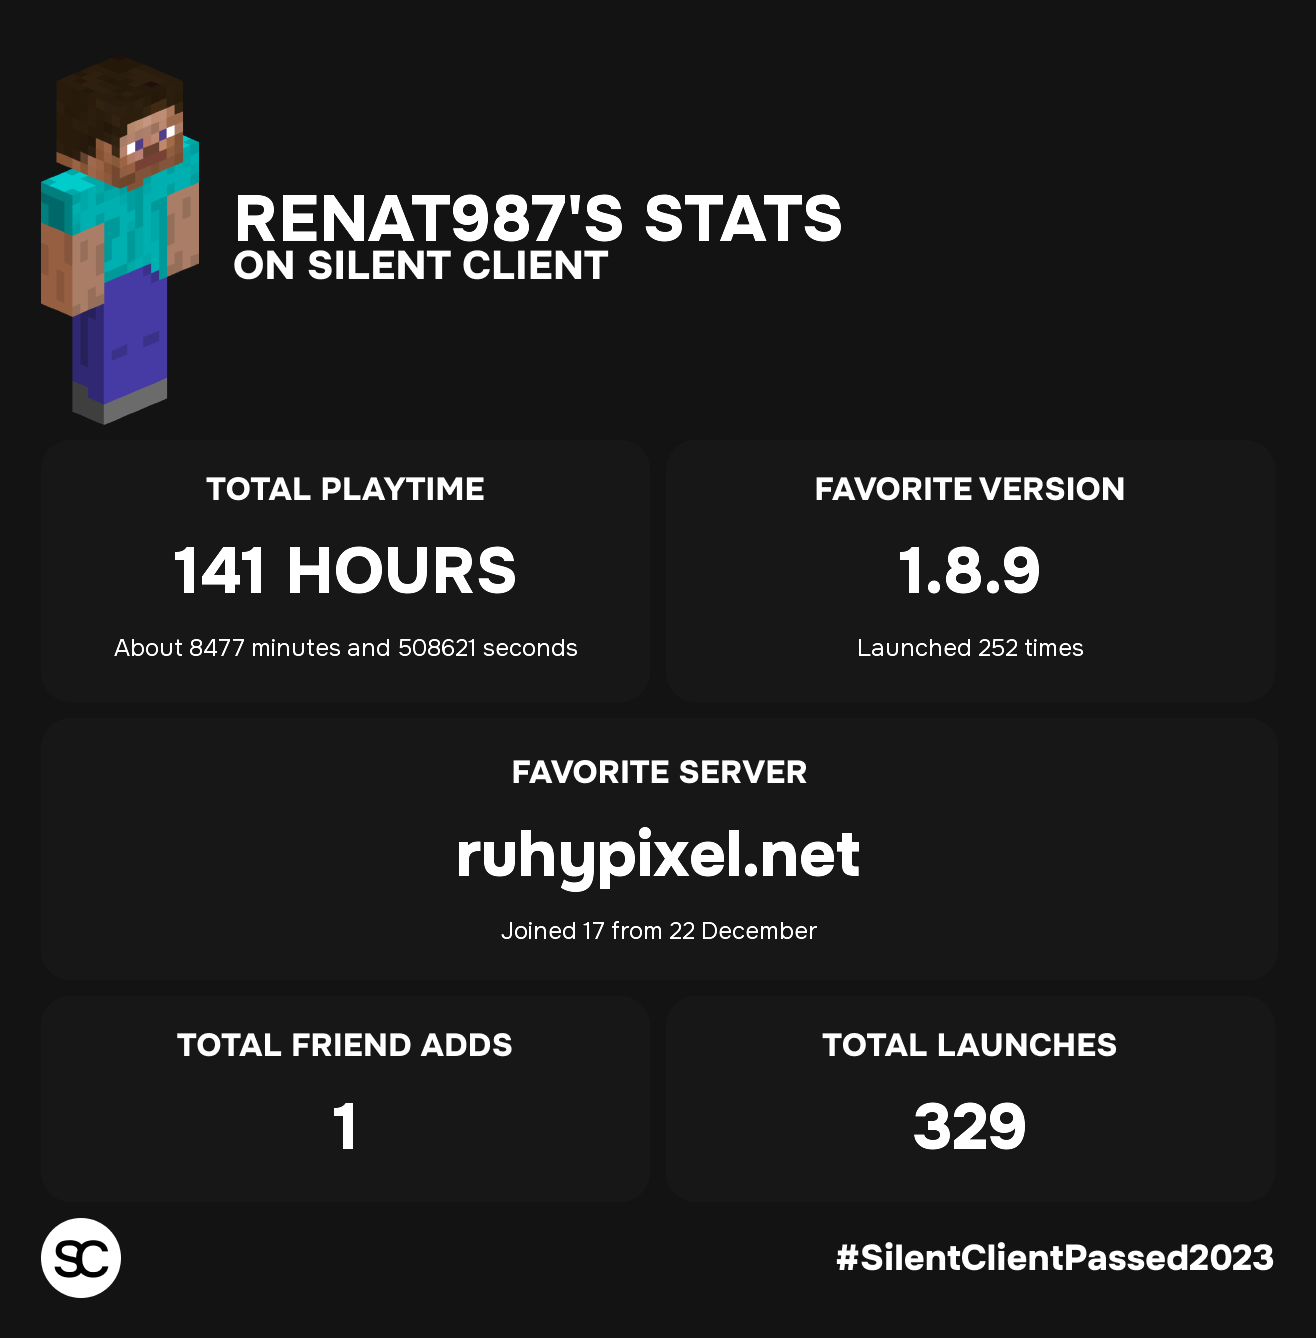 RENAT987'S STATS
ON SILENT CLIENT
TOTAL PLAYTIME
141 HOURS
About 8477 minutes and 508621 seconds
FAVORITE VERSION
1.8.9
Launched 252 times
FAVORITE SERVER
ruhypixel.net
Joined 17 from 22 December
TOTAL FRIEND ADDS
1
TOTAL LAUNCHES
329
SC
#SilentClientPassed2023